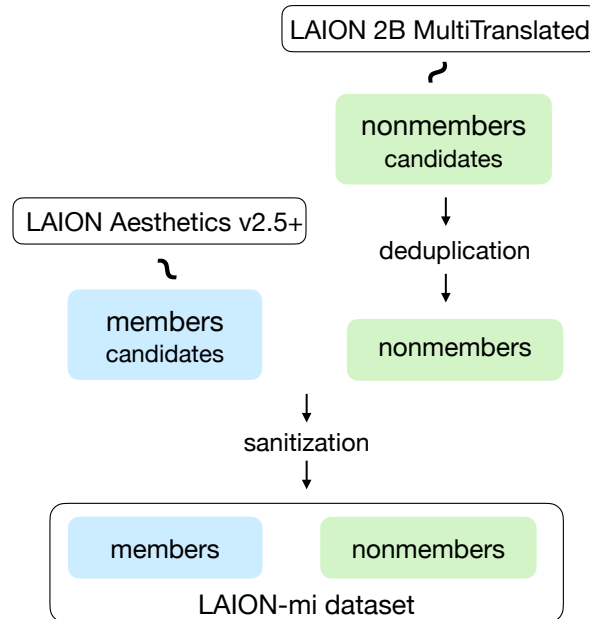 LAION 2B MultiTranslated
nonmembers
candidates
LAION Aesthetics v2.5+
deduplication
members
candidates
nonmembers
sanitization
members
nonmembers
LAION-mi dataset